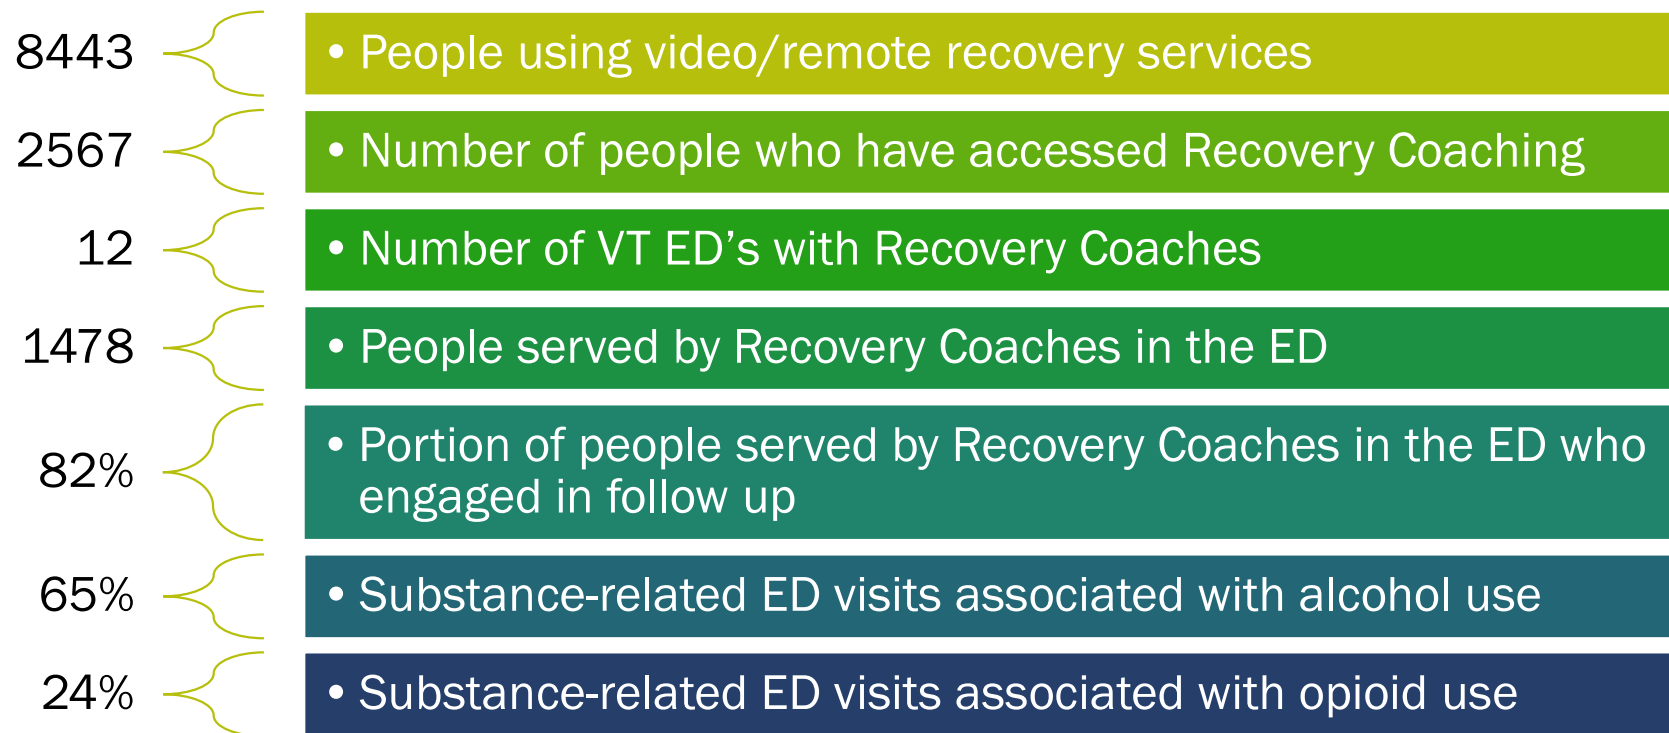 8443
• People using video/remote recovery services
2567
• Number of people who have accessed Recovery Coaching
12
• Number of VT ED’s with Recovery Coaches
1478
• People served by Recovery Coaches in the ED
82%
• Portion of people served by Recovery Coaches in the ED who
engaged in follow up
65%
• Substance-related ED visits associated with alcohol use
24%
• Substance-related ED visits associated with opioid use